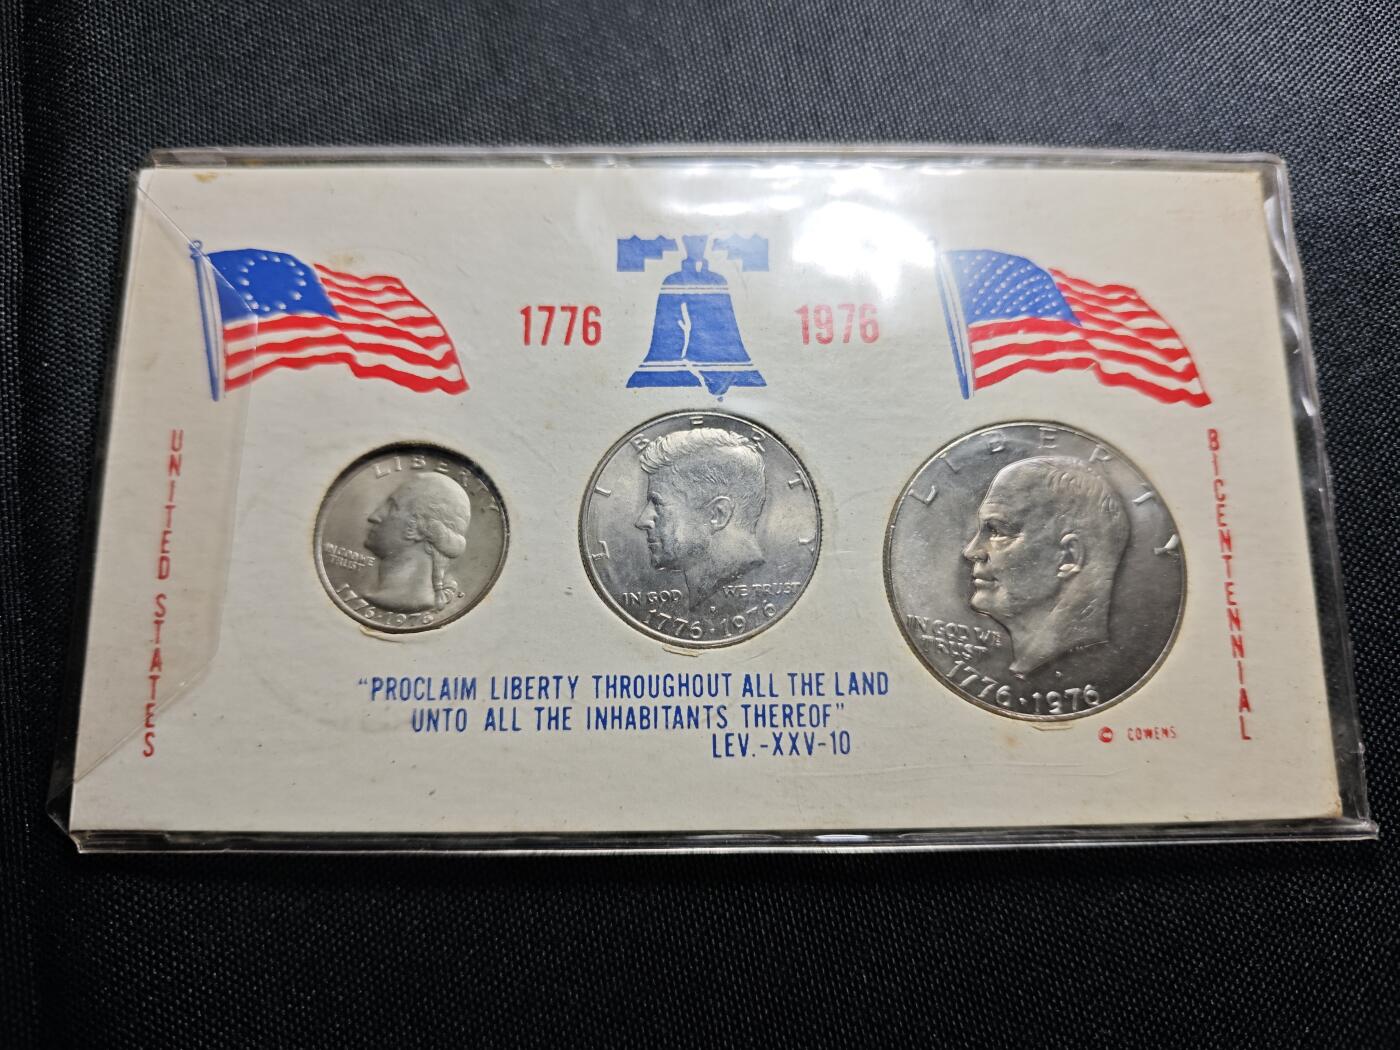 1776
1976
UNITED STATES
BICENTENNIAL
LIBERTY
IN GOD WE
TRUST
1776·1976
LIBERTY
IN GOD WE TRUST
1776·1976
LIBERTY
IN GOD WE
TRUST
1776·1976
"PROCLAIM LIBERTY THROUGHOUT ALL THE LAND
UNTO ALL THE INHABITANTS THEREOF"
LEV.-XXV-10
© COWENS